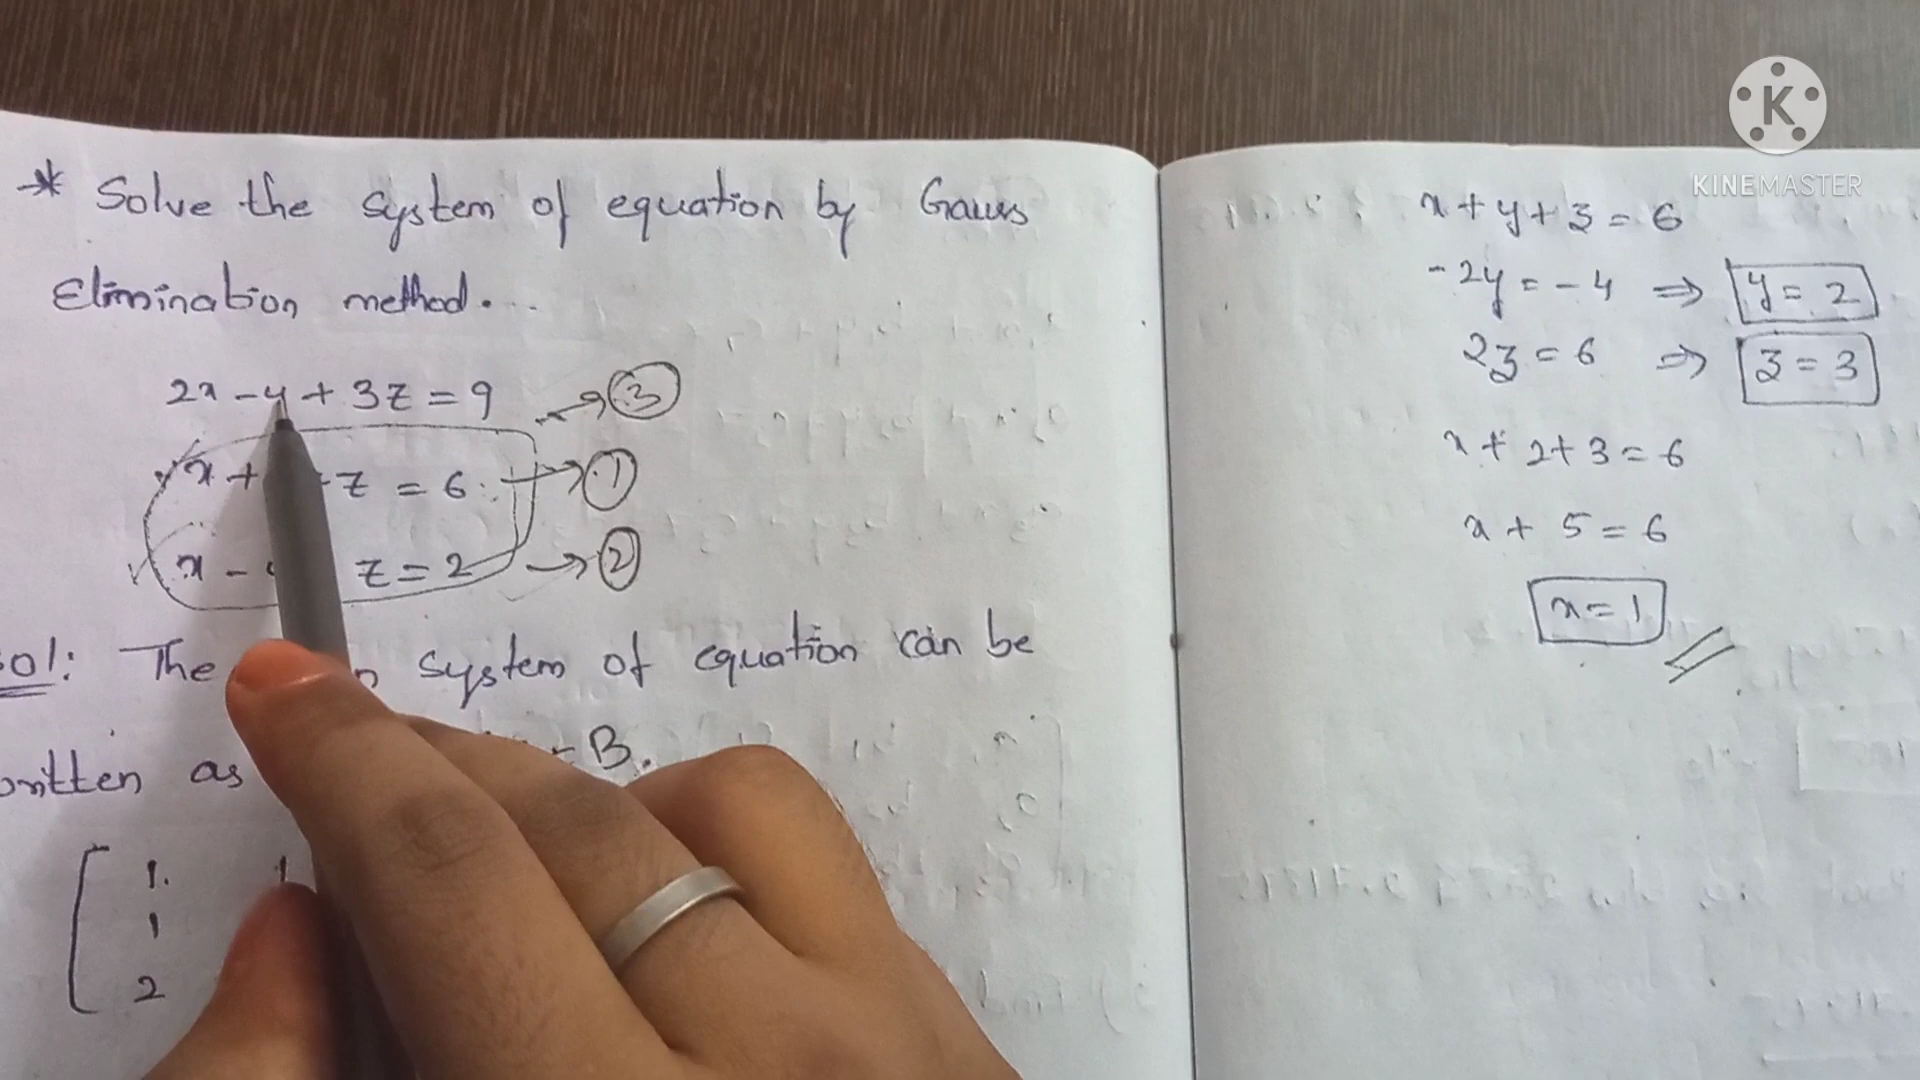 * Solve the system of equation by Gauss
Elimination method...
2x - y + 3z = 9 → 3
x + z = 6 → 1
x - z = 2 → 2
sol: The system of equation can be
written as = B.
1. 1
1
2
x + y + z = 6
-2y = -4 ⇒ y = 2
2z = 6 ⇒ z = 3
x + 2 + 3 = 6
x + 5 = 6
x = 1
K
KINEMASTER